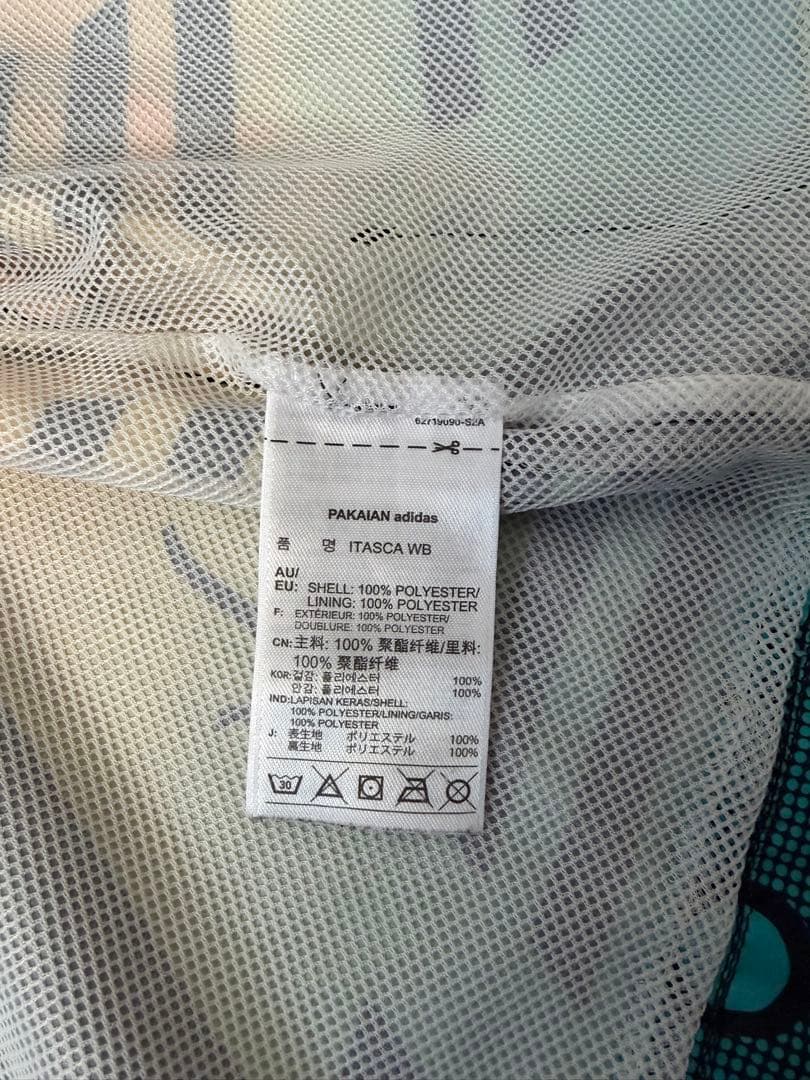 62719090-S2A
PAKAIAN adidas
품 명 ITASCA WB
AU/
EU: SHELL: 100% POLYESTER/
LINING: 100% POLYESTER
F: EXTÉRIEUR: 100% POLYESTER/
DOUBLURE: 100% POLYESTER
CN:主料: 100% 聚酯纤维/里料:
100% 聚酯纤维
KOR:겉감: 폴리에스터 100%
안감: 폴리에스터 100%
IND:LAPISAN KERAS/SHELL:
100% POLYESTER/LINING/GARIS:
100% POLYESTER
J: 表生地 ポリエステル 100%
裏生地 ポリエステル 100%
30